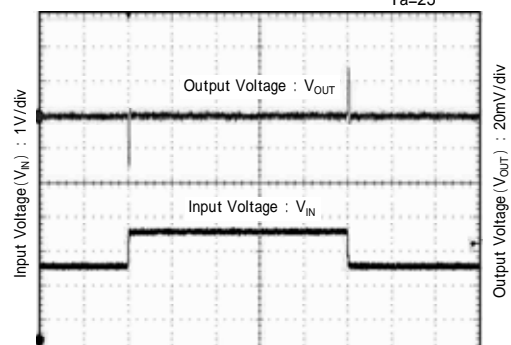 Ta=25
Output Voltage : VOUT
Input Voltage : VIN
Input Voltage(VIN) : 1V/div
Output Voltage(VOUT) : 20mV/div